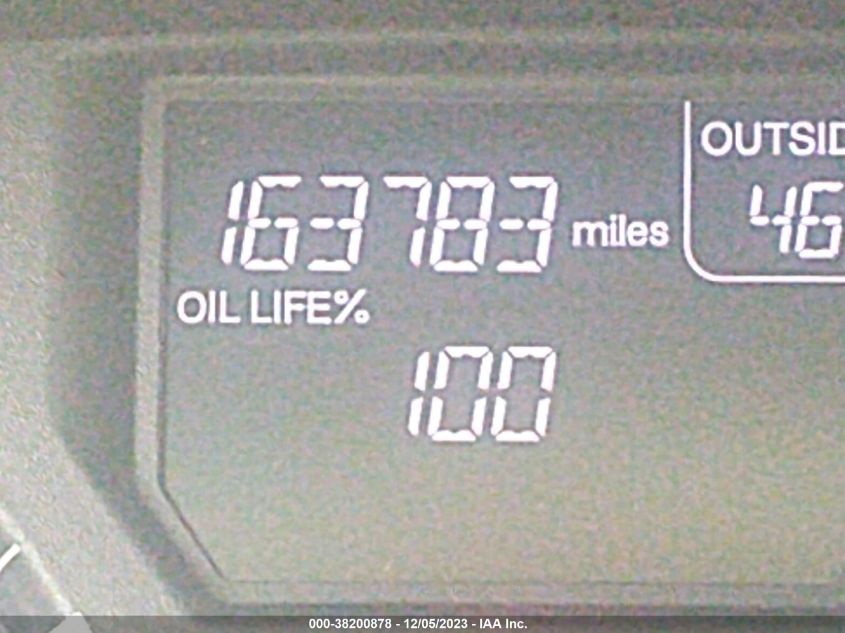 OUTSID
163783 miles
46
OIL LIFE%
100
000-38200878 - 12/05/2023 - IAA Inc.